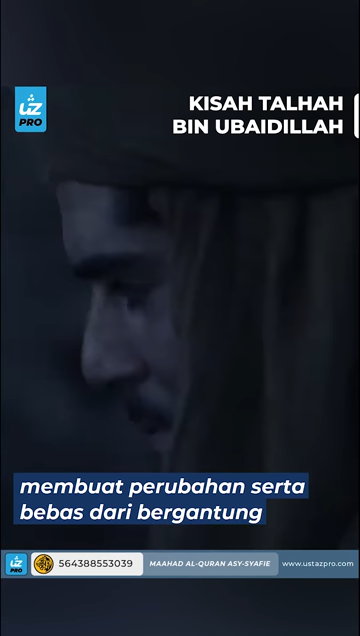 UZ
PRO
KISAH TALHAH
BIN UBAIDILLAH
membuat perubahan serta
bebas dari bergantung
UZ
PRO
564388553039
MAAHAD AL-QURAN ASY-SYAFIE
www.ustazpro.com